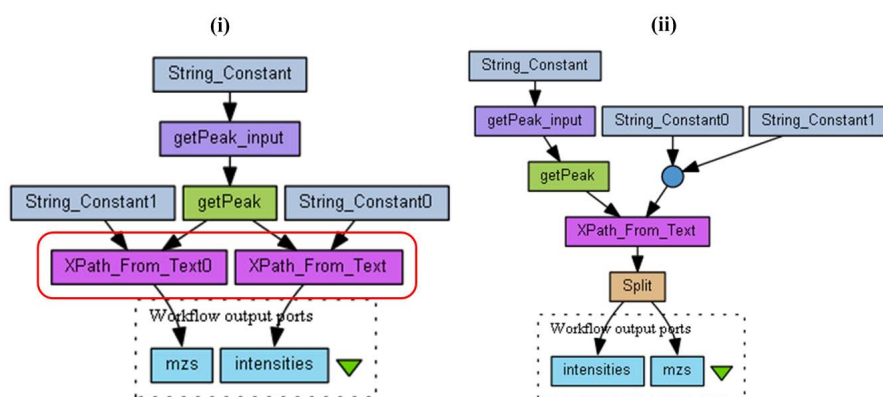 (i)
String_Constant
getPeak_input
String_Constant1
getPeak
String_Constant0
XPath_From_Text0
XPath_From_Text
Workflow output ports
mzs
intensities
(ii)
String_Constant
getPeak_input
String_Constant0
String_Constant1
getPeak
XPath_From_Text
Split
Workflow output ports
intensities
mzs